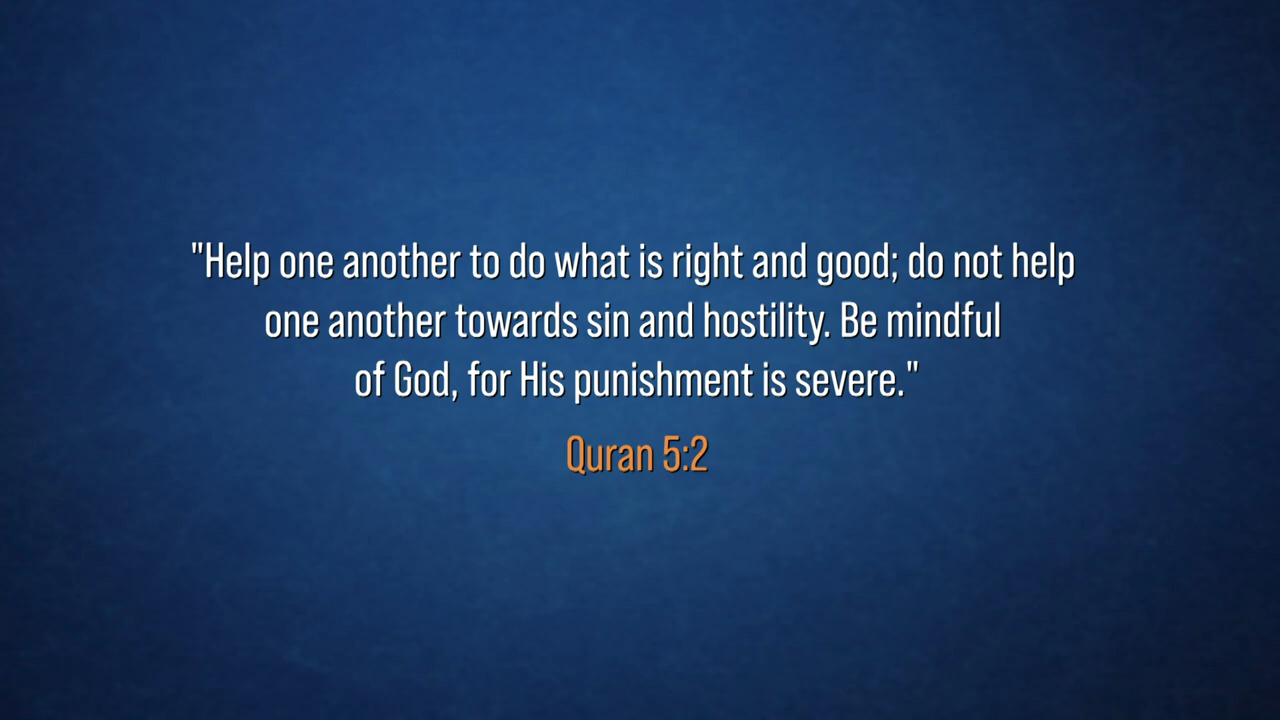 "Help one another to do what is right and good; do not help
one another towards sin and hostility. Be mindful
of God, for His punishment is severe."
Quran 5:2